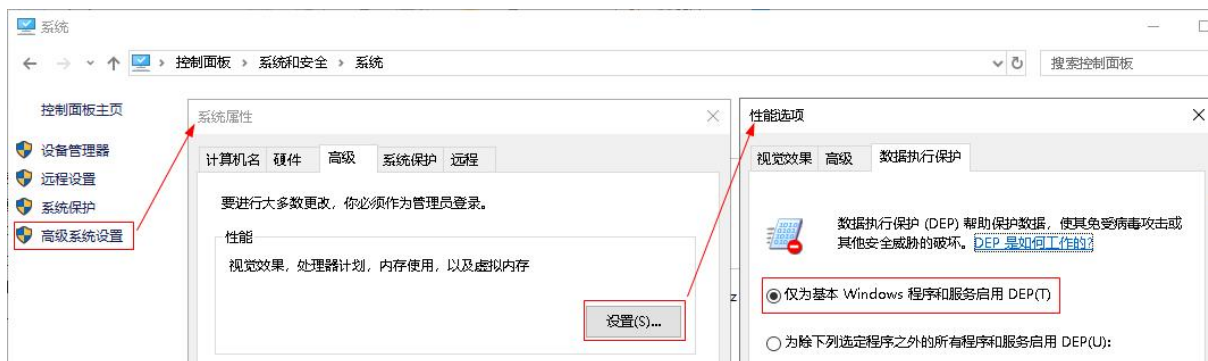 系统
控制面板 › 系统和安全 › 系统
搜索控制面板
控制面板主页
设备管理器
远程设置
系统保护
高级系统设置
系统属性
计算机名 硬件 高级 系统保护 远程
要进行大多数更改，你必须作为管理员登录。
性能
视觉效果，处理器计划，内存使用，以及虚拟内存
设置(S)...
z
性能选项
视觉效果 高级 数据执行保护
数据执行保护 (DEP) 帮助保护数据，使其免受病毒攻击或
其他安全威胁的破坏。DEP 是如何工作的?
仅为基本 Windows 程序和服务启用 DEP(T)
为除下列选定程序之外的所有程序和服务启用 DEP(U):